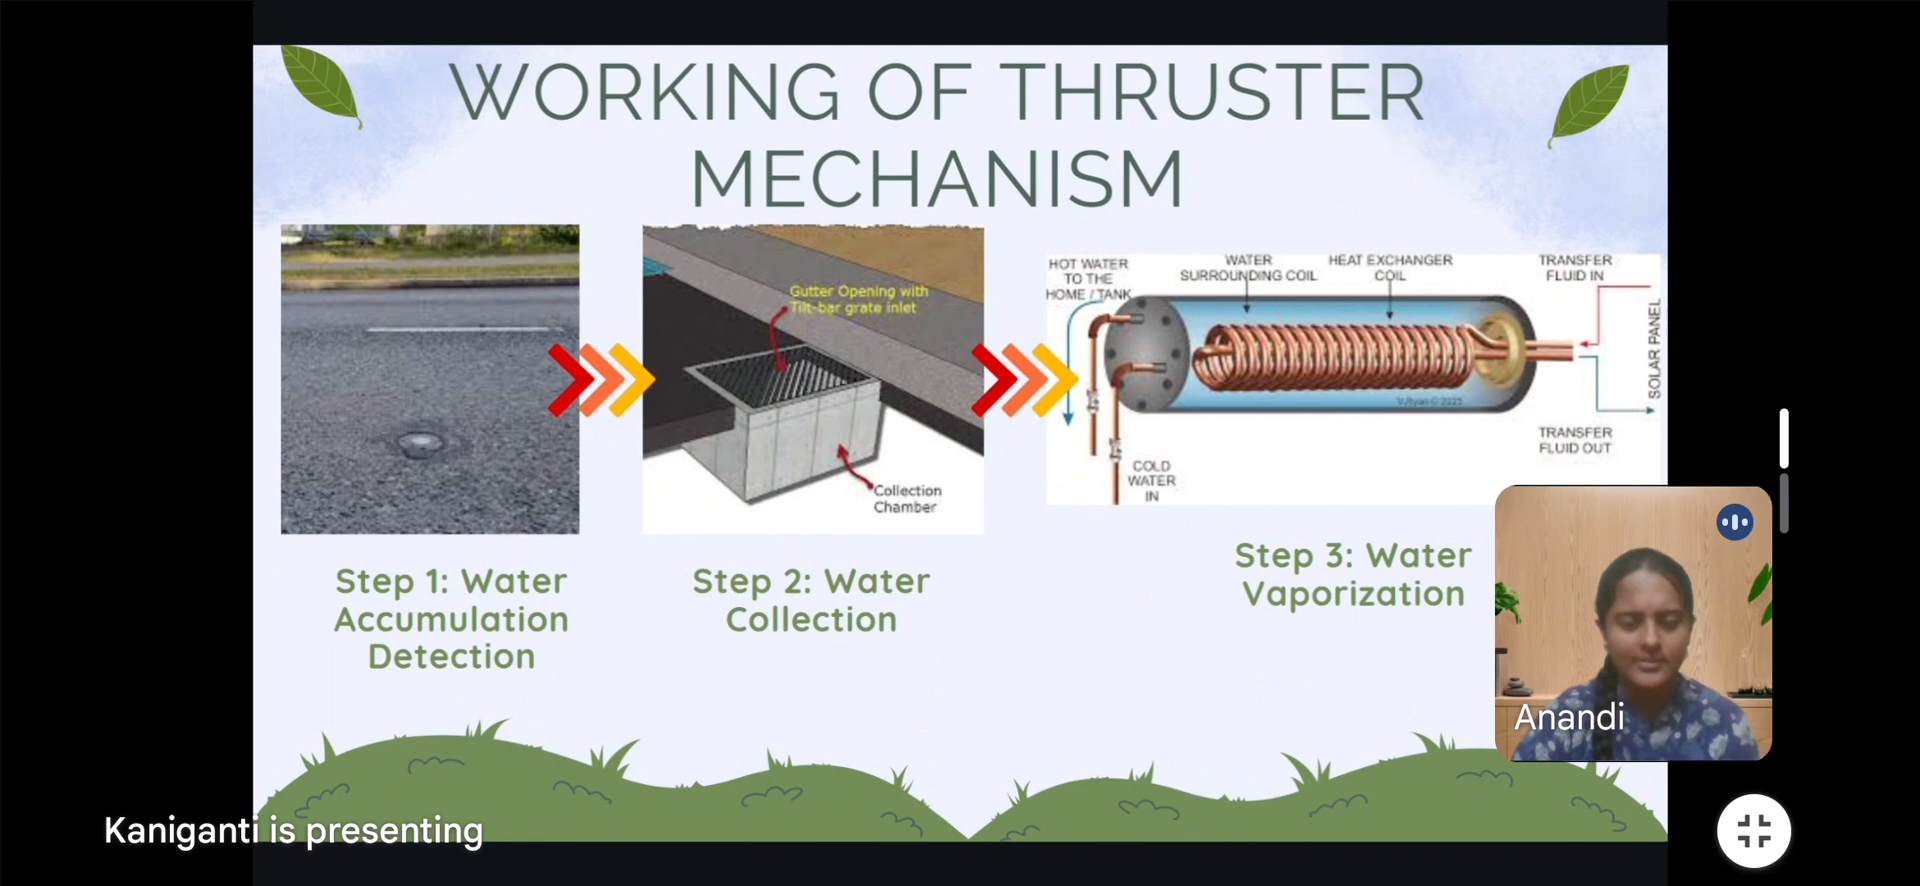 WORKING OF THRUSTER
MECHANISM
Gutter Opening with
Tilt-bar grate inlet
Collection
Chamber
HOT WATER
TO THE
HOME / TANK
WATER
SURROUNDING COIL
HEAT EXCHANGER
COIL
TRANSFER
FLUID IN
SOLAR PANEL
V.Ryan © 2023
TRANSFER
FLUID OUT
COLD
WATER
IN
Step 1: Water
Accumulation
Detection
Step 2: Water
Collection
Step 3: Water
Vaporization
Anandi
Kaniganti is presenting